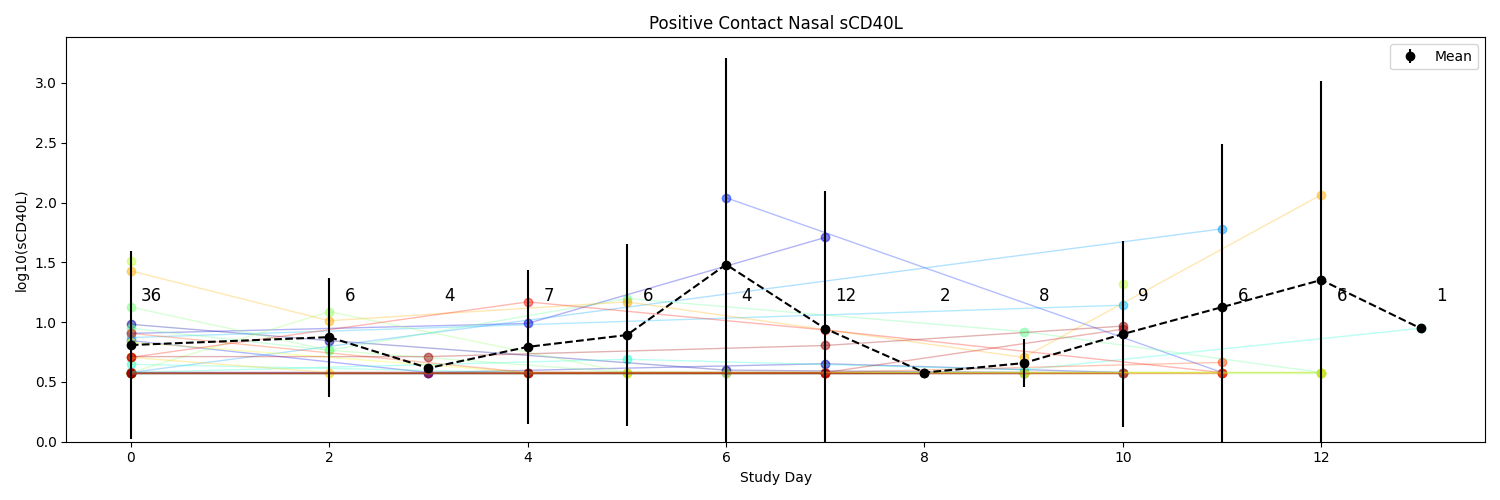 Positive Contact Nasal sCD40L
Mean
log10(sCD40L)
3.0
2.5
2.0
1.5
1.0
0.5
0.0
36 6 4 7 6 4 12 2 8 9 6 6 1
0 2 4 6 8 10 12
Study Day